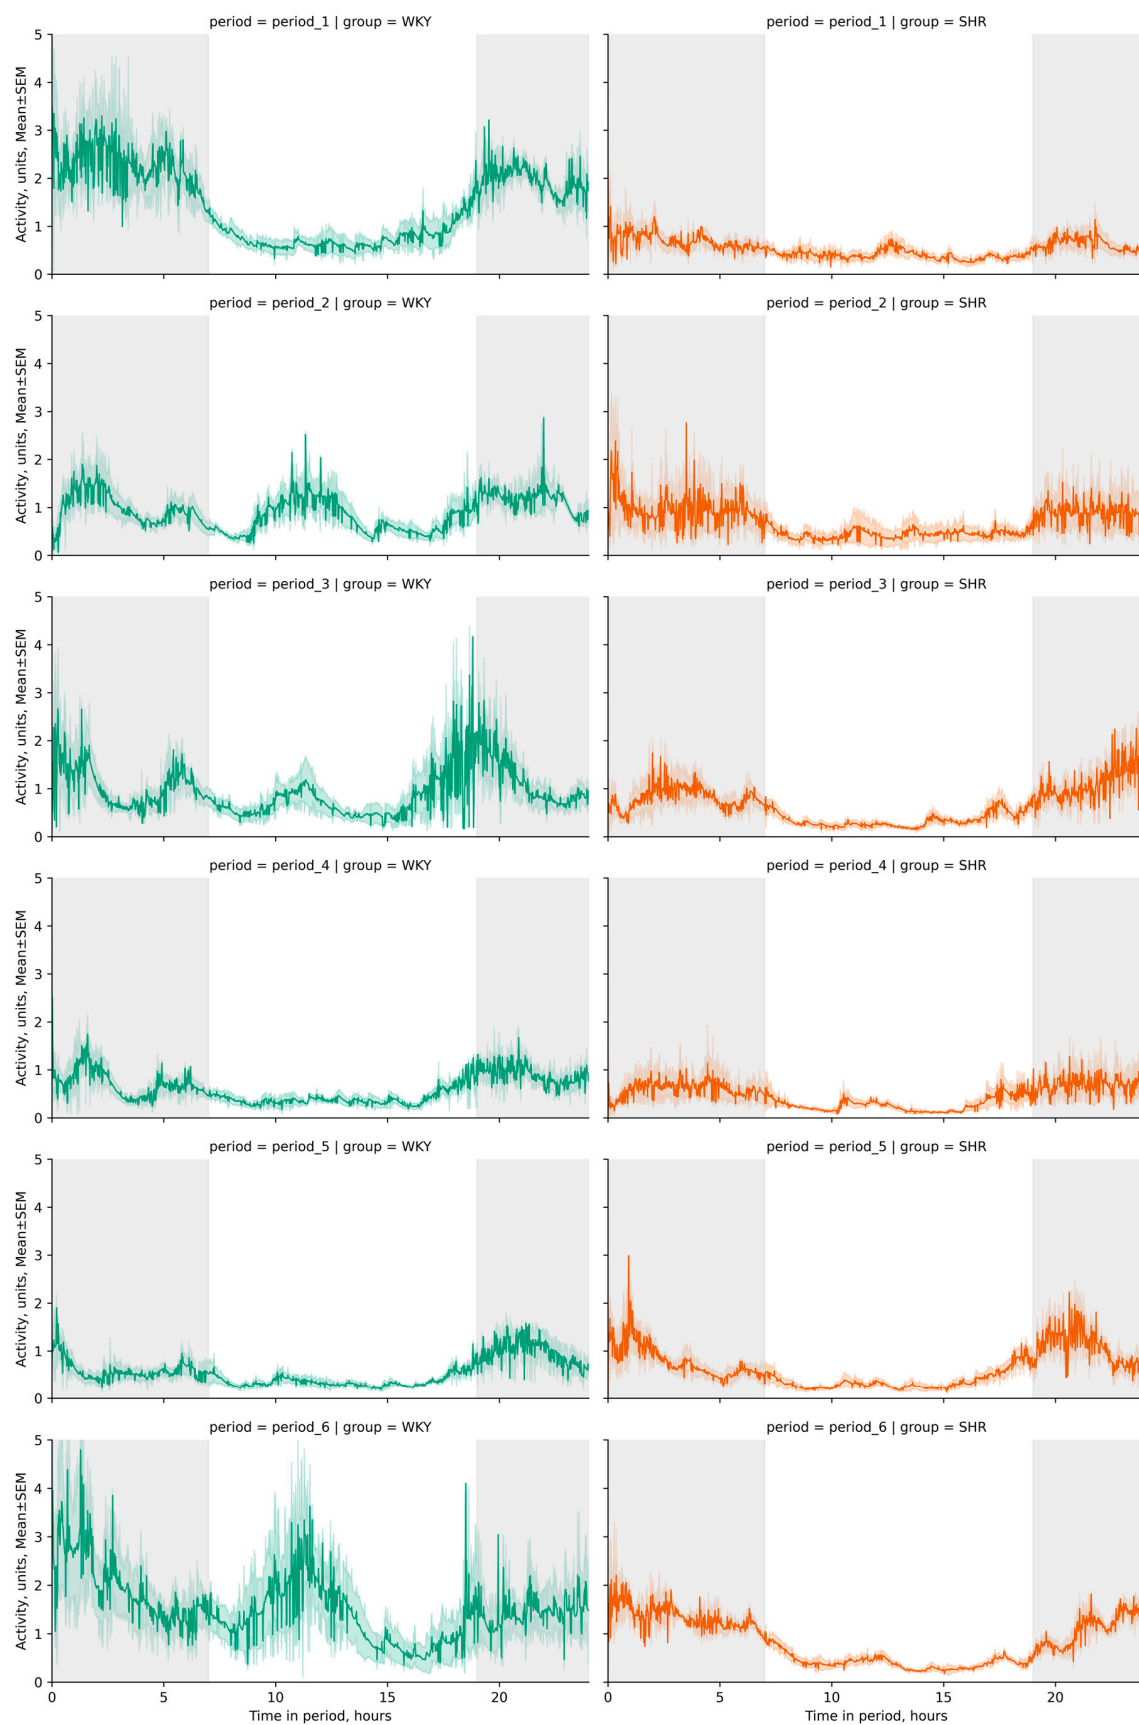 period = period_1 | group = WKY
period = period_1 | group = SHR
Activity, units, Mean±SEM
5
4
3
2
1
0
period = period_2 | group = WKY
period = period_2 | group = SHR
Activity, units, Mean±SEM
5
4
3
2
1
0
period = period_3 | group = WKY
period = period_3 | group = SHR
Activity, units, Mean±SEM
5
4
3
2
1
0
period = period_4 | group = WKY
period = period_4 | group = SHR
Activity, units, Mean±SEM
5
4
3
2
1
0
period = period_5 | group = WKY
period = period_5 | group = SHR
Activity, units, Mean±SEM
5
4
3
2
1
0
period = period_6 | group = WKY
period = period_6 | group = SHR
Activity, units, Mean±SEM
5
4
3
2
1
0
0 5 10 15 20
0 5 10 15 20
Time in period, hours
Time in period, hours